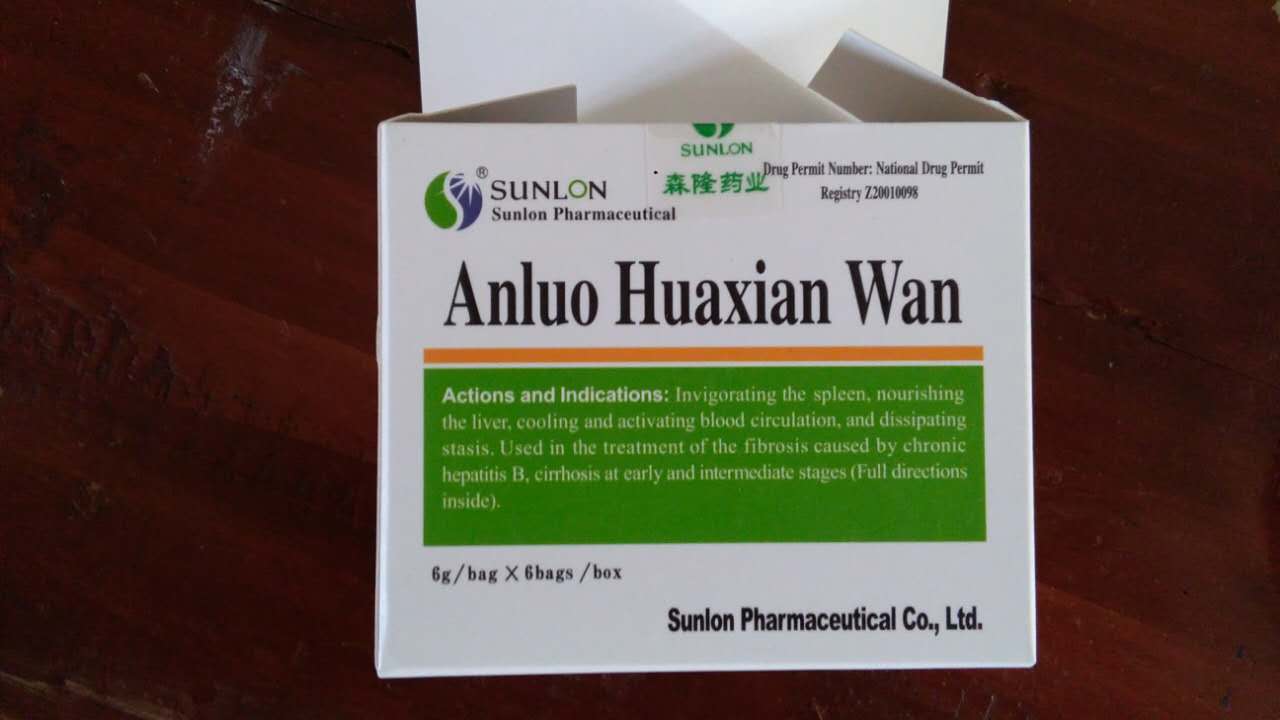 SUNLON
森隆药业
® SUNLON
Sunlon Pharmaceutical
Drug Permit Number: National Drug Permit
Registry Z20010098
Anluo Huaxian Wan
Actions and Indications: Invigorating the spleen, nourishing
the liver, cooling and activating blood circulation, and dissipating
stasis. Used in the treatment of the fibrosis caused by chronic
hepatitis B, cirrhosis at early and intermediate stages (Full directions
inside).
6g/bag X 6bags /box
Sunlon Pharmaceutical Co., Ltd.